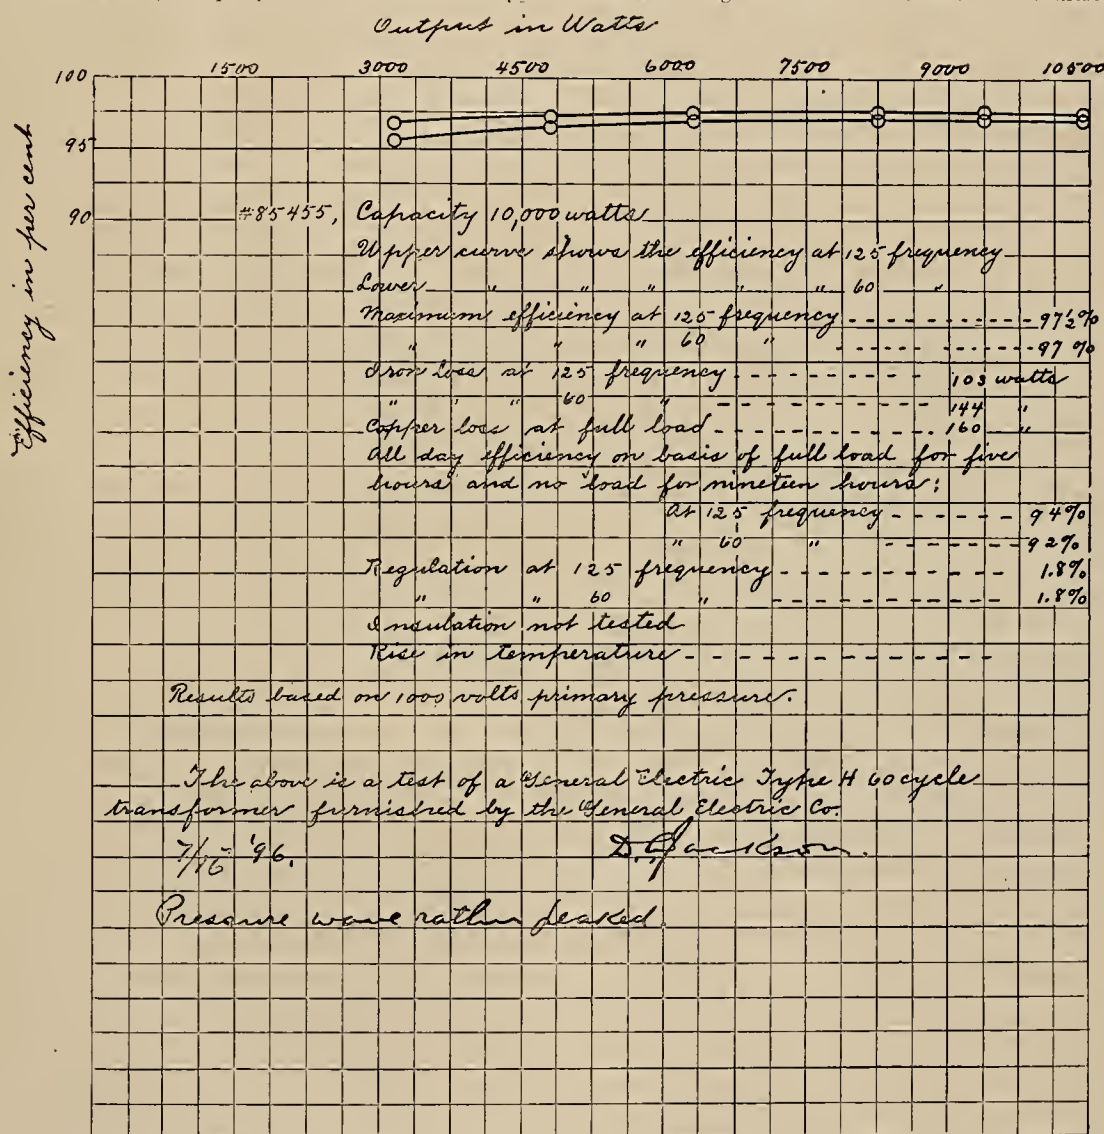 Output in Watts
1500 3000 4500 6000 7500 9000 10500
100
95
90
Efficiency in per cent
#85455, Capacity 10,000 watts
Upper curve shows the efficiency at 125 frequency
Lower " " " " " 60 "
Maximum efficiency at 125 frequency - - - - - - - - - - - 97½%
" " " 60 " - - - - - - - - - - - 97%
Iron loss at 125 frequency - - - - - - - - - 103 watts
" " " 60 " - - - - - - - - - 144 "
Copper loss at full load - - - - - - - - - - 160 "
All day efficiency on basis of full load for five
hours and no load for nineteen hours:
At 125 frequency - - - - - - 94%
" 60 " - - - - - - - 92%
Regulation at 125 frequency - - - - - - - - - 1.8%
" " 60 " - - - - - - - - - 1.8%
Insulation not tested
Rise in temperature - - - - - - - - - - - -
Results based on 1000 volts primary pressure.
The above is a test of a General Electric Type H 60 cycle
transformer furnished by the General Electric Co.
7/15 '96. D.C. Jackson.
Pressure wave rather peaked